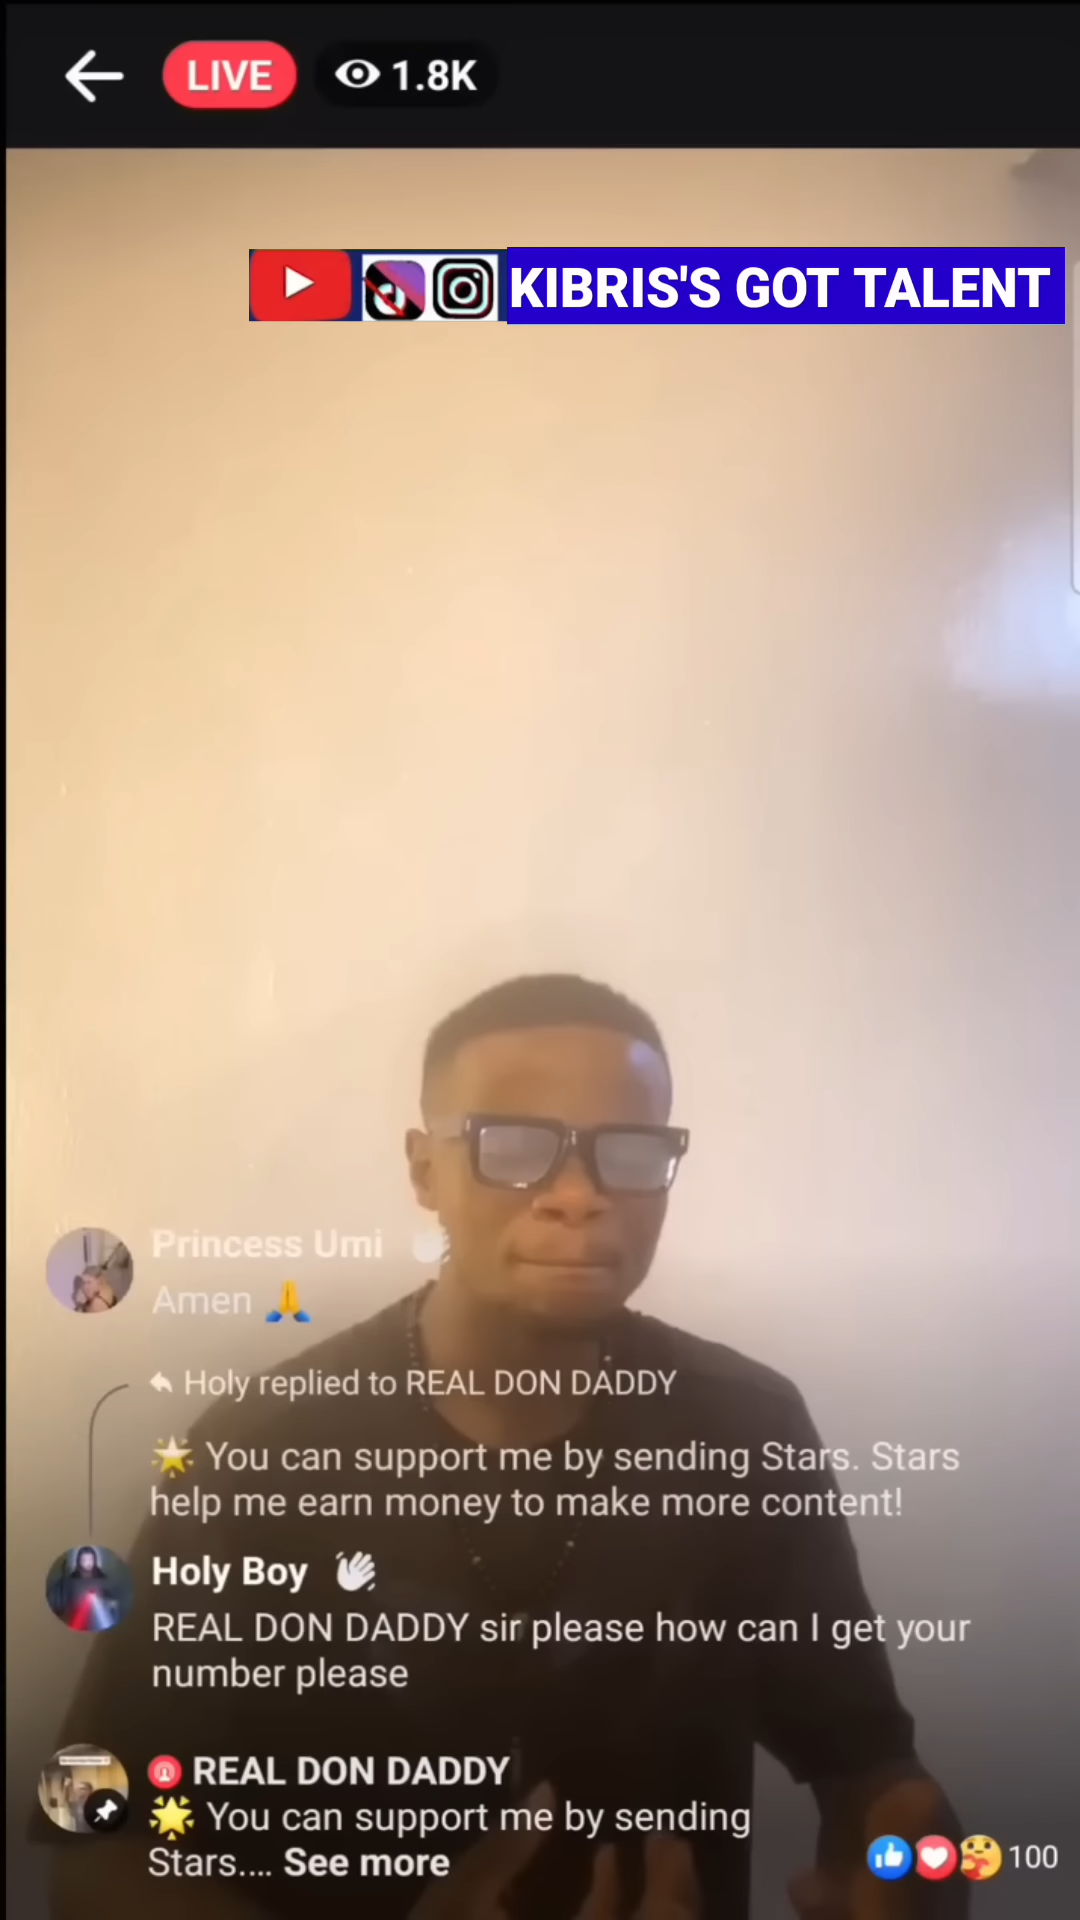 LIVE 1.8K
KIBRIS'S GOT TALENT
Princess Umi 👋
Amen 🙏
Holy replied to REAL DON DADDY
🌟 You can support me by sending Stars. Stars
help me earn money to make more content!
Holy Boy 👋
REAL DON DADDY sir please how can I get your
number please
REAL DON DADDY
🌟 You can support me by sending
Stars.... See more
100